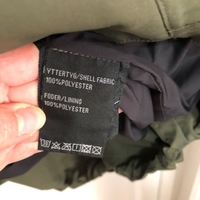 YTTERTYG/SHELL FABRIC
100%POLYESTER
FODER/LINING
100%POLYESTER